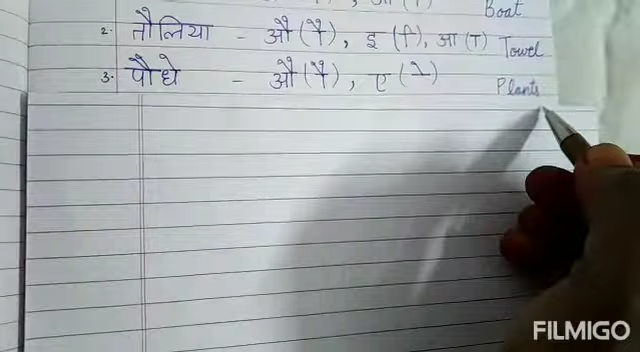 Boat
2. तौलिया - औ (ौ), इ (ि), आ (ा) Towel
3. पौधे - औ (ौ), ए (े) Plants
FILMIGO